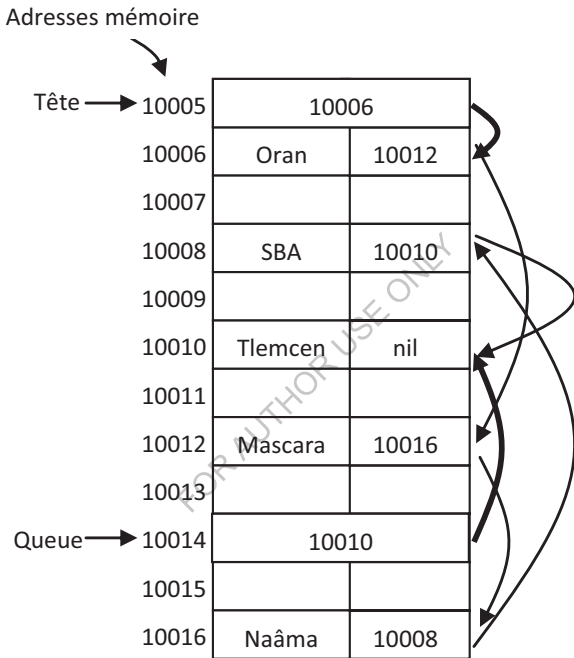 Adresses mémoire
Tête 10005 10006
10006 Oran 10012
10007
10008 SBA 10010
10009
10010 Tlemcen nil
10011
10012 Mascara 10016
10013
Queue 10014 10010
10015
10016 Naâma 10008
FOR AUTHOR USE ONLY